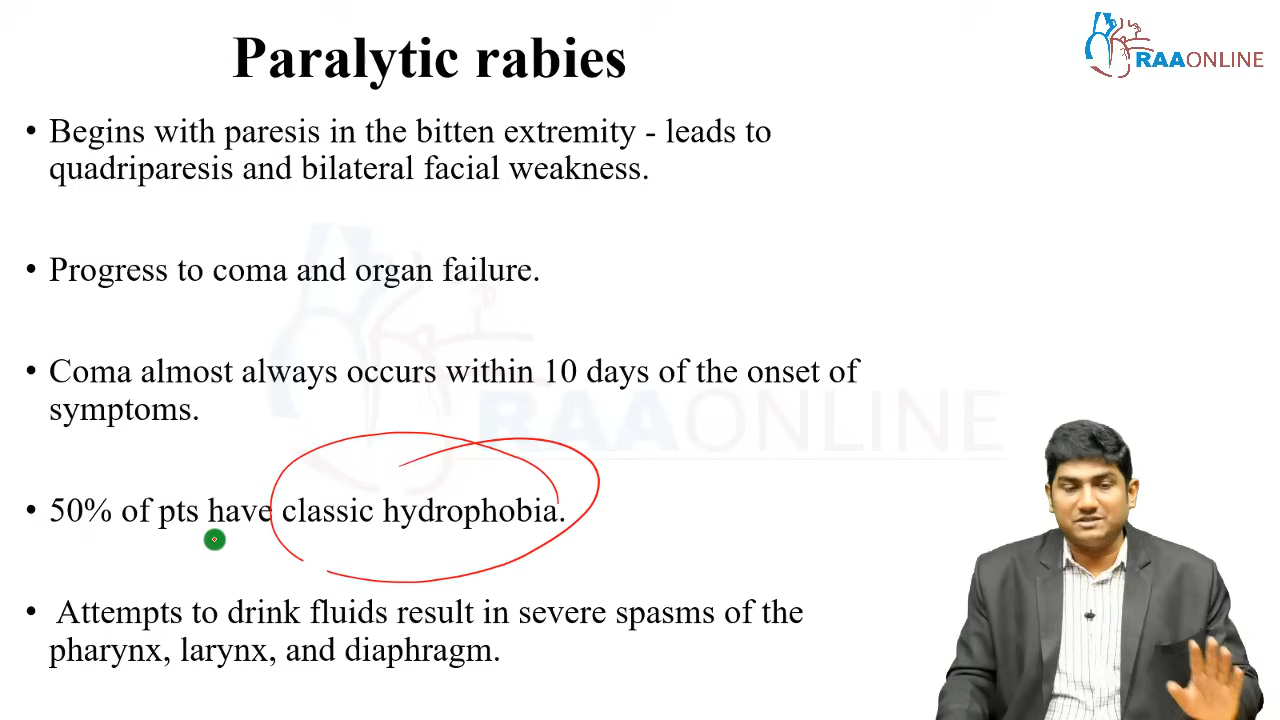 Paralytic rabies
RAAONLINE
• Begins with paresis in the bitten extremity - leads to
quadriparesis and bilateral facial weakness.
• Progress to coma and organ failure.
• Coma almost always occurs within 10 days of the onset of
symptoms.
RAAONLINE
• 50% of pts have classic hydrophobia.
• Attempts to drink fluids result in severe spasms of the
pharynx, larynx, and diaphragm.